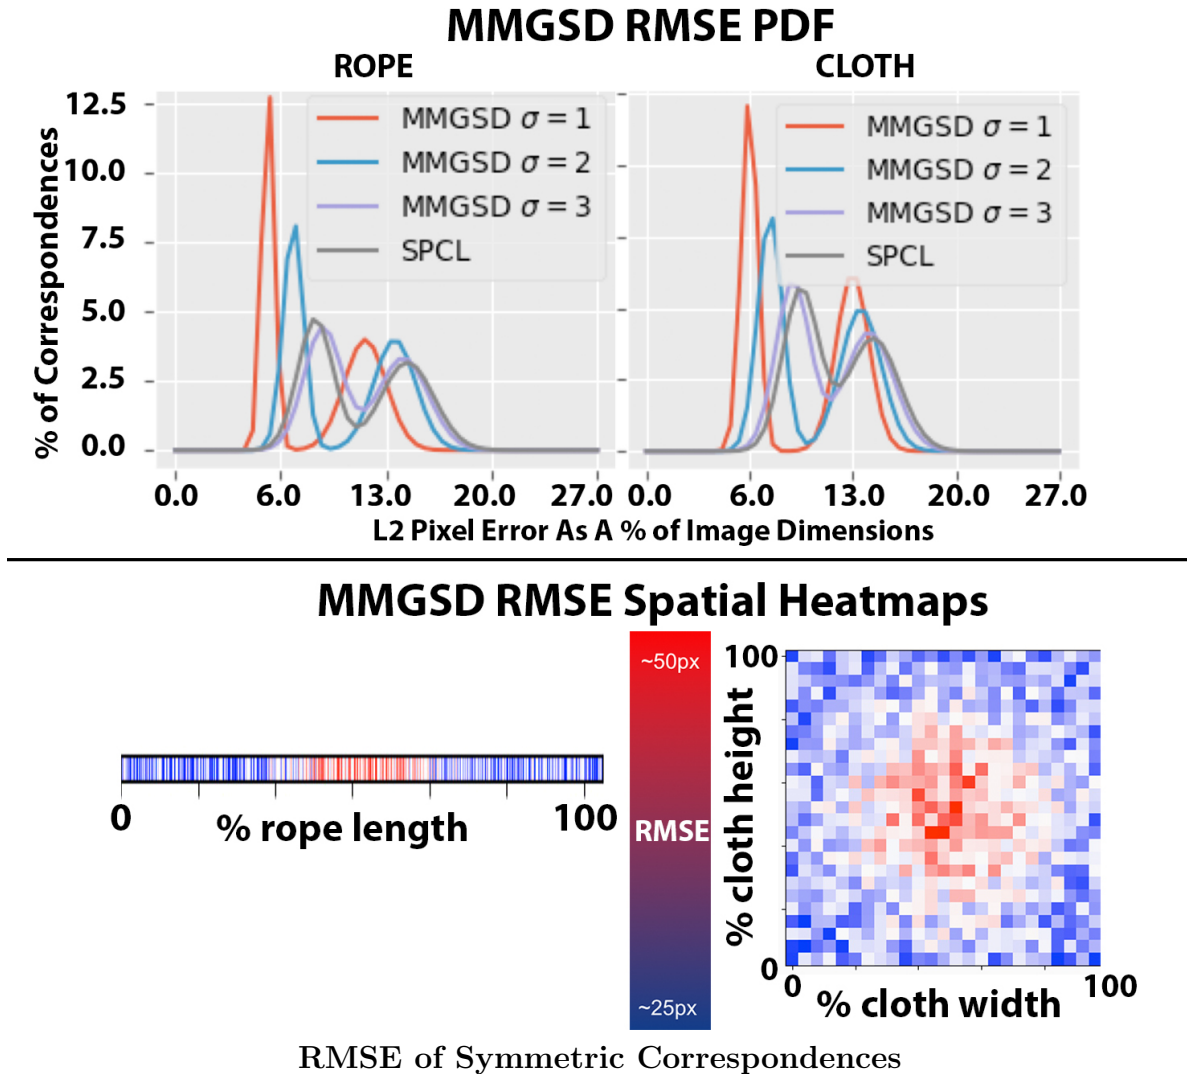 MMGSD RMSE PDF
ROPE
CLOTH
% of Correspondences
12.5
10.0
7.5
5.0
2.5
0.0
MMGSD σ = 1
MMGSD σ = 2
MMGSD σ = 3
SPCL
MMGSD σ = 1
MMGSD σ = 2
MMGSD σ = 3
SPCL
0.0 6.0 13.0 20.0 27.0
0.0 6.0 13.0 20.0 27.0
L2 Pixel Error As A % of Image Dimensions
MMGSD RMSE Spatial Heatmaps
0 100
% rope length
~50px
RMSE
~25px
% cloth height
100
0
0 100
% cloth width
RMSE of Symmetric Correspondences